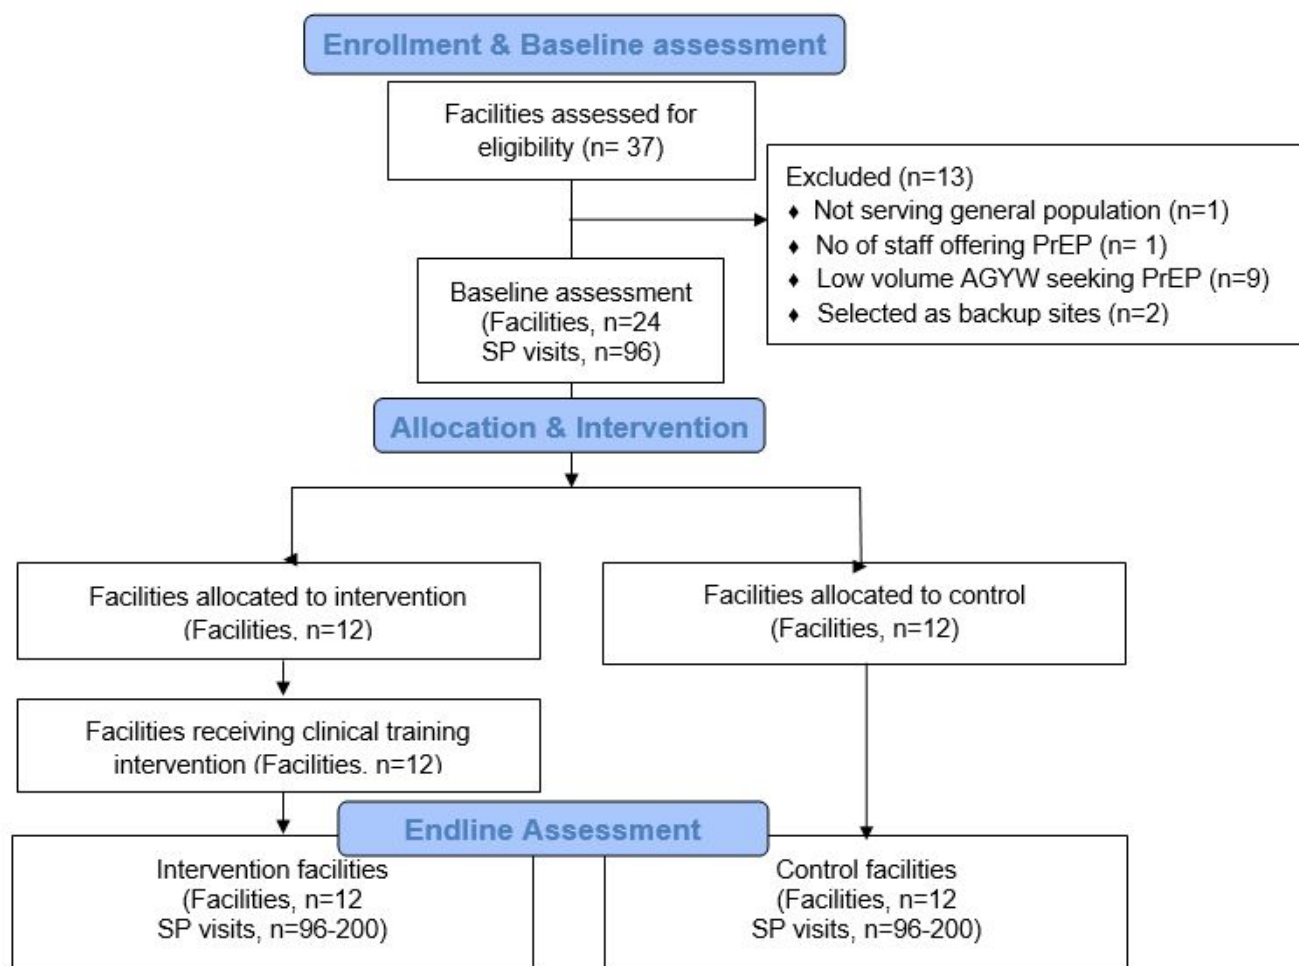 Enrollment & Baseline assessment
Facilities assessed for
eligibility (n= 37)
Excluded (n=13)
♦ Not serving general population (n=1)
♦ No of staff offering PrEP (n= 1)
♦ Low volume AGYW seeking PrEP (n=9)
♦ Selected as backup sites (n=2)
Baseline assessment
(Facilities, n=24
SP visits, n=96)
Allocation & Intervention
Facilities allocated to intervention
(Facilities, n=12)
Facilities allocated to control
(Facilities, n=12)
Facilities receiving clinical training
intervention (Facilities, n=12)
Endline Assessment
Intervention facilities
(Facilities, n=12
SP visits, n=96-200)
Control facilities
(Facilities, n=12
SP visits, n=96-200)